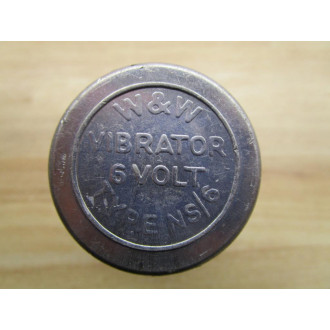 W&W
VIBRATOR
6 VOLT
TYPE NS/6